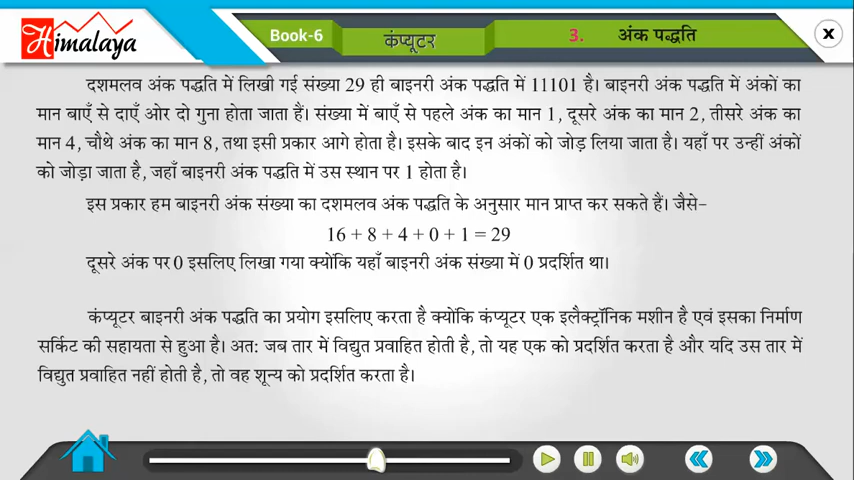 Himalaya
Book-6
कंप्यूटर
3. अंक पद्धति
x
दशमलव अंक पद्धति में लिखी गई संख्या 29 ही बाइनरी अंक पद्धति में 11101 है। बाइनरी अंक पद्धति में अंकों का
मान बाएँ से दाएँ ओर दो गुना होता जाता हैं। संख्या में बाएँ से पहले अंक का मान 1, दूसरे अंक का मान 2, तीसरे अंक का
मान 4, चौथे अंक का मान 8, तथा इसी प्रकार आगे होता है। इसके बाद इन अंकों को जोड़ लिया जाता है। यहाँ पर उन्हीं अंकों
को जोड़ा जाता है, जहाँ बाइनरी अंक पद्धति में उस स्थान पर 1 होता है।
इस प्रकार हम बाइनरी अंक संख्या का दशमलव अंक पद्धति के अनुसार मान प्राप्त कर सकते हैं। जैसे–
16 + 8 + 4 + 0 + 1 = 29
दूसरे अंक पर 0 इसलिए लिखा गया क्योंकि यहाँ बाइनरी अंक संख्या में 0 प्रदर्शित था।
कंप्यूटर बाइनरी अंक पद्धति का प्रयोग इसलिए करता है क्योंकि कंप्यूटर एक इलैक्ट्रॉनिक मशीन है एवं इसका निर्माण
सर्किट की सहायता से हुआ है। अत: जब तार में विद्युत प्रवाहित होती है, तो यह एक को प्रदर्शित करता है और यदि उस तार में
विद्युत प्रवाहित नहीं होती है, तो वह शून्य को प्रदर्शित करता है।